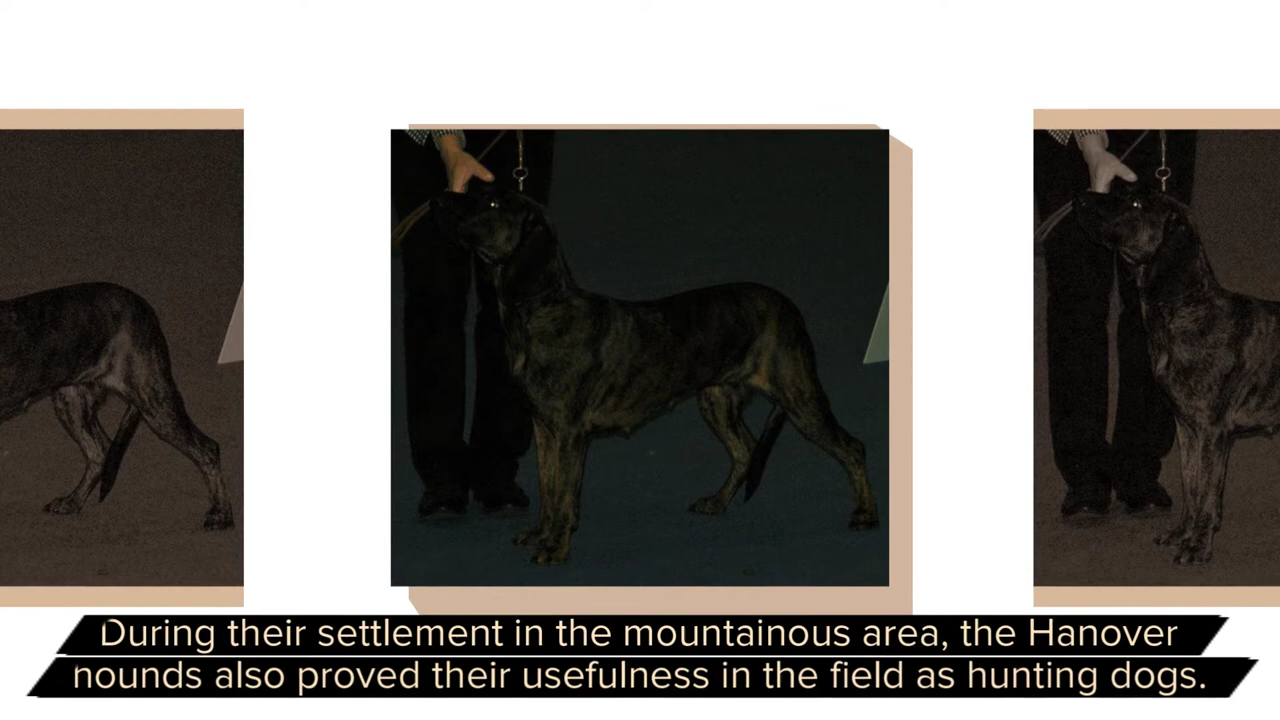 During their settlement in the mountainous area, the Hanover
hounds also proved their usefulness in the field as hunting dogs.